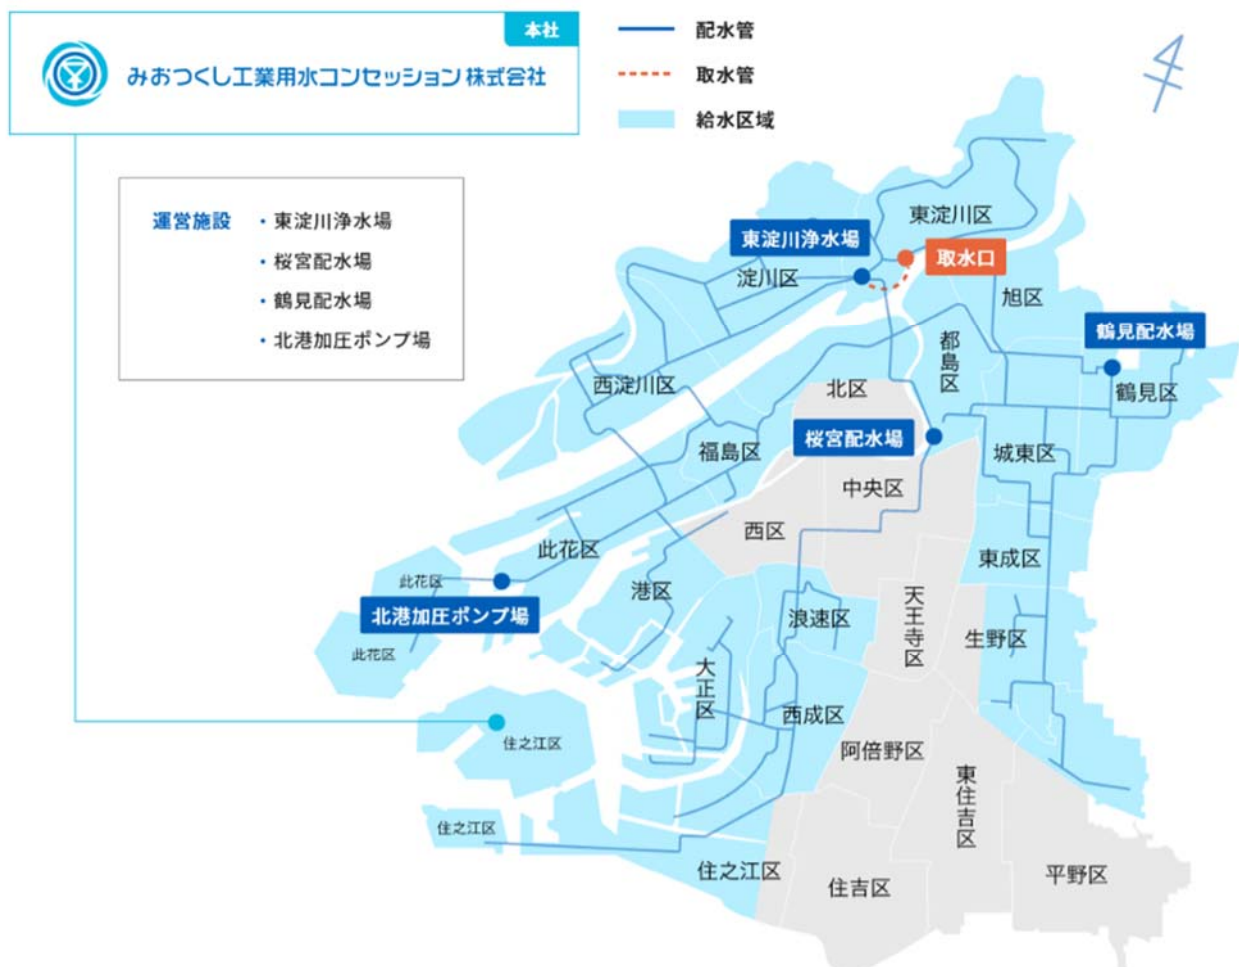 本社
みおつくし工業用水コンセッション 株式会社
配水管
取水管
給水区域
運営施設
・東淀川浄水場
・桜宮配水場
・鶴見配水場
・北港加圧ポンプ場
東淀川区
東淀川浄水場
取水口
淀川区
旭区
鶴見配水場
都島区
西淀川区
北区
鶴見区
桜宮配水場
福島区
城東区
中央区
西区
此花区
東成区
此花区
港区
北港加圧ポンプ場
浪速区
天王寺区
生野区
此花区
大正区
西成区
住之江区
阿倍野区
東住吉区
住之江区
住之江区
住吉区
平野区